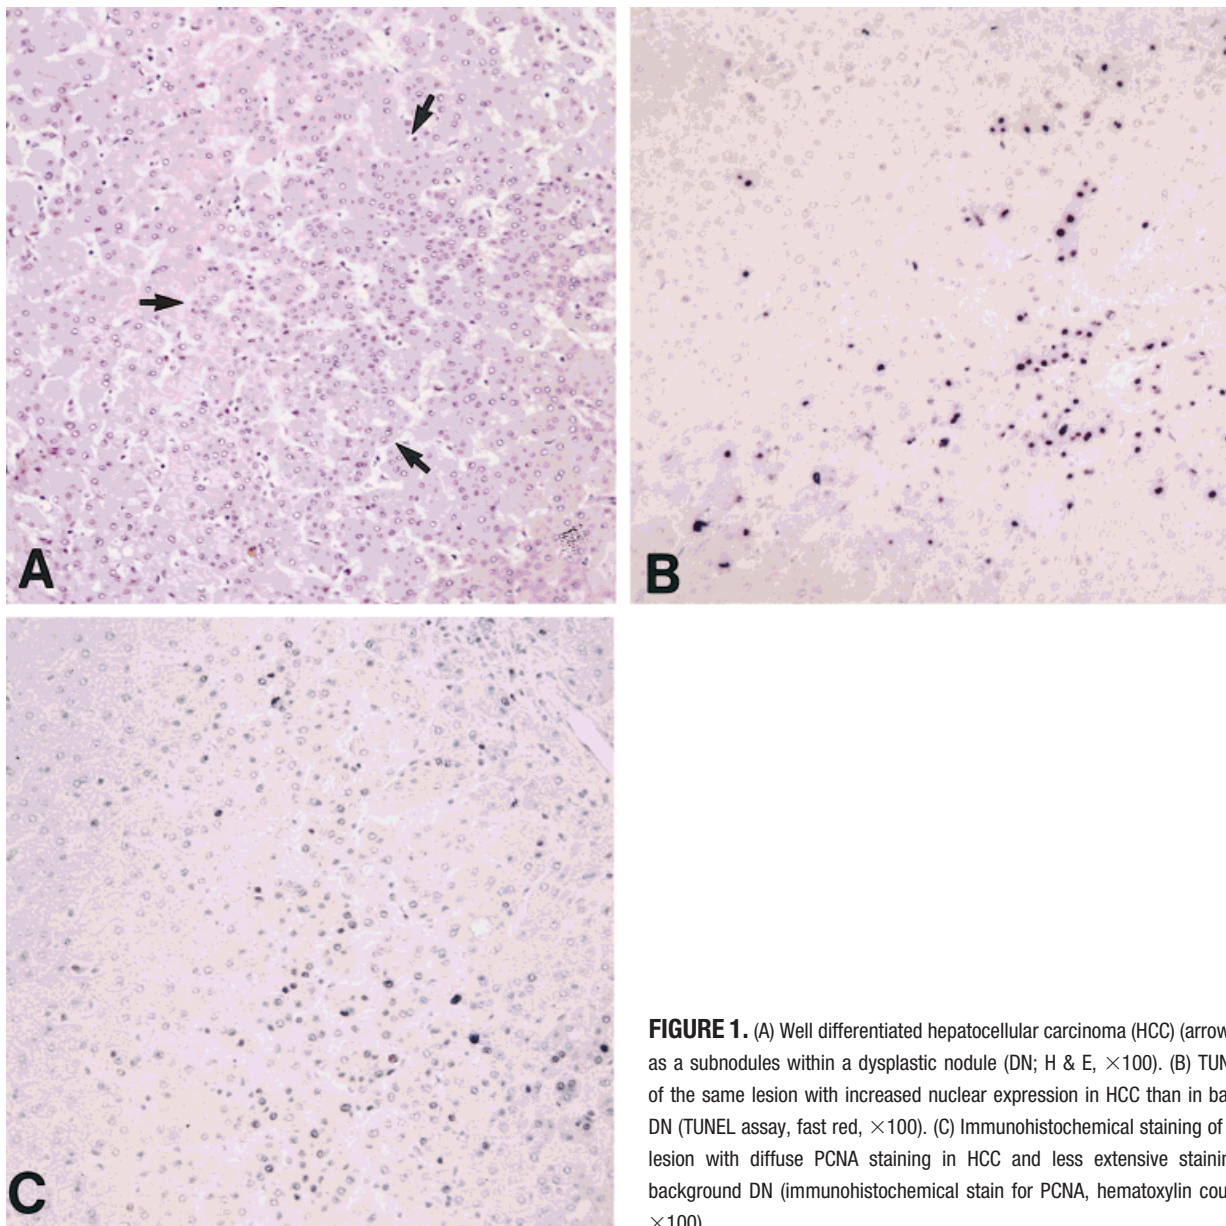 A
B
C
FIGURE 1. (A) Well differentiated hepatocellular carcinoma (HCC) (arrow
as a subnodules within a dysplastic nodule (DN; H & E, ×100). (B) TUN
of the same lesion with increased nuclear expression in HCC than in ba
DN (TUNEL assay, fast red, ×100). (C) Immunohistochemical staining of
lesion with diffuse PCNA staining in HCC and less extensive stainin
background DN (immunohistochemical stain for PCNA, hematoxylin cou
×100)